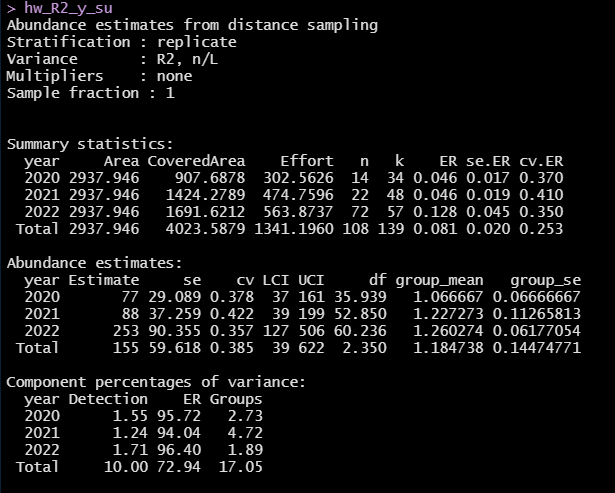 > hw_R2_y_su
Abundance estimates from distance sampling
Stratification : replicate
Variance       : R2, n/L
Multipliers    : none
Sample fraction : 1
Summary statistics:
  year     Area CoveredArea    Effort   n   k    ER se.ER cv.ER
  2020 2937.946    907.6878  302.5626  14  34 0.046 0.017 0.370
  2021 2937.946   1424.2789  474.7596  22  48 0.046 0.019 0.410
  2022 2937.946   1691.6212  563.8737  72  57 0.128 0.045 0.350
 Total 2937.946   4023.5879 1341.1960 108 139 0.081 0.020 0.253
Abundance estimates:
  year Estimate     se    cv LCI UCI     df group_mean   group_se
  2020       77 29.089 0.378  37 161 35.939   1.066667 0.06666667
  2021       88 37.259 0.422  39 199 52.850   1.227273 0.11265813
  2022      253 90.355 0.357 127 506 60.236   1.260274 0.06177054
 Total      155 59.618 0.385  39 622  2.350   1.184738 0.14474771
Component percentages of variance:
  year Detection    ER Groups
  2020      1.55 95.72   2.73
  2021      1.24 94.04   4.72
  2022      1.71 96.40   1.89
 Total     10.00 72.94  17.05